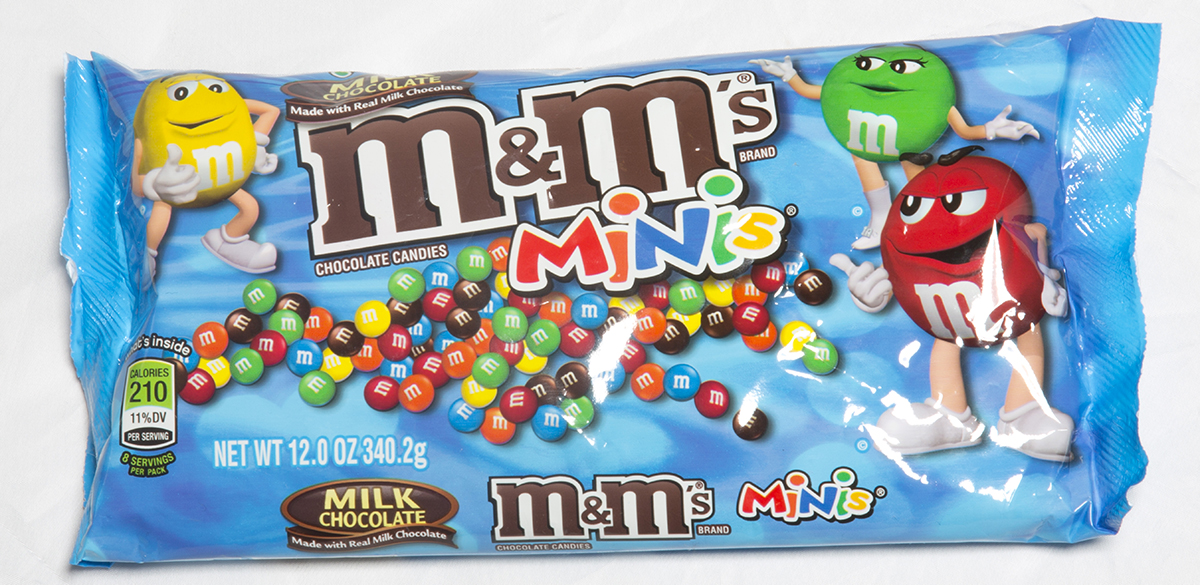 MILK
CHOCOLATE
Made with Real Milk Chocolate
m&m's®
BRAND
MiNis®
CHOCOLATE CANDIES
m
m
m
inside
CALORIES
210
11%DV
PER SERVING
8 SERVINGS
PER PACK
NET WT 12.0 OZ 340.2g
MILK
CHOCOLATE
Made with Real Milk Chocolate
m&m's®
BRAND
CHOCOLATE CANDIES
MiNis®